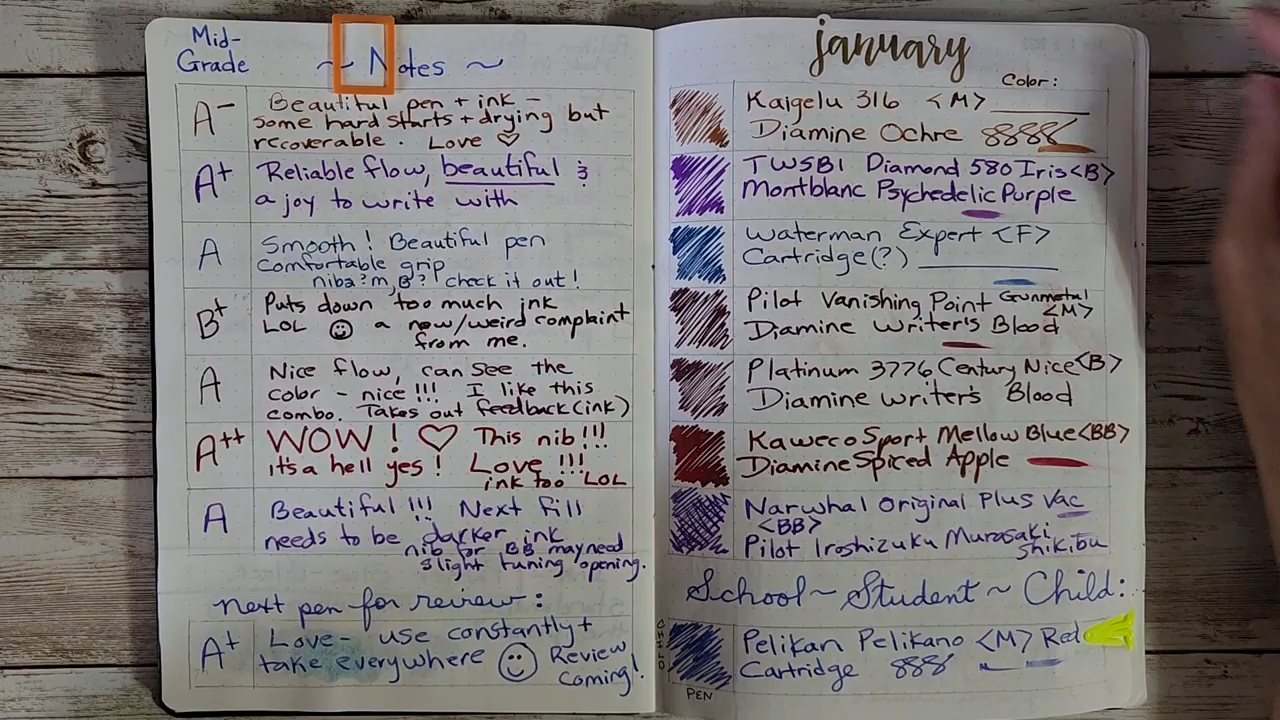 Mid-
Grade
~ Notes ~
A-
Beautiful pen + ink -
some hard starts + drying but
recoverable. Love ♡
A+
Reliable flow, beautiful &
a joy to write with
A
Smooth! Beautiful pen
comfortable grip
nibs? m, B? check it out!
B+
Puts down too much ink
LOL ☺ a new/weird complaint
from me.
A
Nice flow, can see the
color - nice!!! I like this
combo. Takes out feedback (ink)
A++
WOW! ♡ This nib!!!
it's a hell yes! Love!!!
ink too LOL
A
Beautiful!!! Next fill
needs to be darker ink
nib for BB may need
slight tuning opening.
next pen for review:
A+
Love- use constantly +
take everywhere ☺ Review
Coming!
january
Color:
Kaigelu 316 <M>
Diamine Ochre 8888
TWSBI Diamond 580 Iris <B>
Montblanc Psychedelic Purple
Waterman Expert <F>
Cartridge(?)
Pilot Vanishing Point Gunmetal
<M>
Diamine Writer's Blood
Platinum 3776 Century Nice <B>
Diamine Writer's Blood
Kaweco Sport Mellow Blue <BB>
Diamine Spiced Apple
Narwhal Original Plus Vac
<BB>
Pilot Iroshizuku Murasaki
Shikibu
School ~ Student ~ Child:
CHILD
Pelikan Pelikano <M> Red
Cartridge 888
PEN